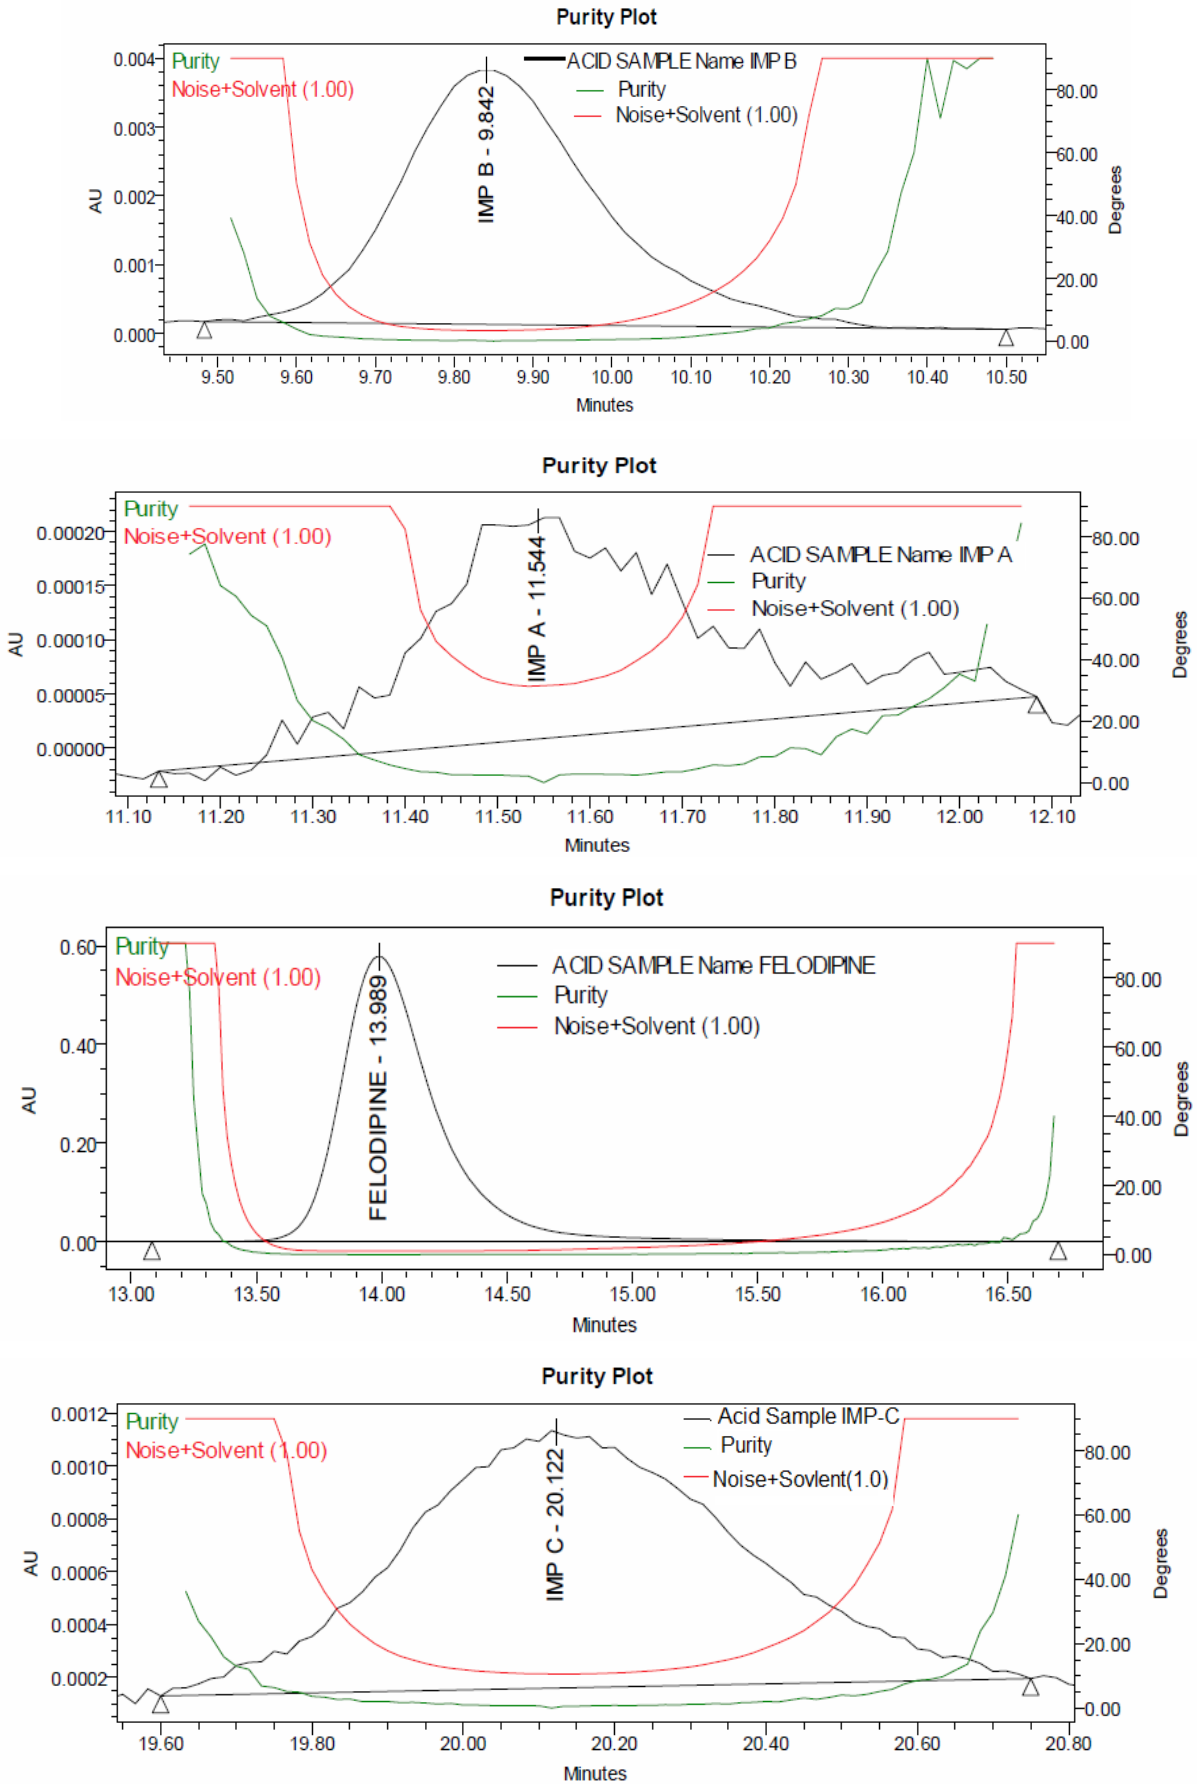 Purity Plot
Purity
Noise+Solvent (1.00)
ACID SAMPLE Name IMP B
Purity
Noise+Solvent (1.00)
IMP B - 9.842
0.004
0.003
0.002
0.001
0.000
AU
80.00
60.00
40.00
20.00
0.00
Degrees
9.50 9.60 9.70 9.80 9.90 10.00 10.10 10.20 10.30 10.40 10.50
Minutes
Purity Plot
Purity
Noise+Solvent (1.00)
ACID SAMPLE Name IMP A
Purity
Noise+Solvent (1.00)
IMP A - 11.544
0.00020
0.00015
0.00010
0.00005
0.00000
AU
80.00
60.00
40.00
20.00
0.00
Degrees
11.10 11.20 11.30 11.40 11.50 11.60 11.70 11.80 11.90 12.00 12.10
Minutes
Purity Plot
Purity
Noise+Solvent (1.00)
ACID SAMPLE Name FELODIPINE
Purity
Noise+Solvent (1.00)
FELODIPINE - 13.989
0.60
0.40
0.20
0.00
AU
80.00
60.00
40.00
20.00
0.00
Degrees
13.00 13.50 14.00 14.50 15.00 15.50 16.00 16.50
Minutes
Purity Plot
Purity
Noise+Solvent (1.00)
Acid Sample IMP-C
Purity
Noise+Sovlent(1.0)
IMP C - 20.122
0.0012
0.0010
0.0008
0.0006
0.0004
0.0002
AU
80.00
60.00
40.00
20.00
0.00
Degrees
19.60 19.80 20.00 20.20 20.40 20.60 20.80
Minutes